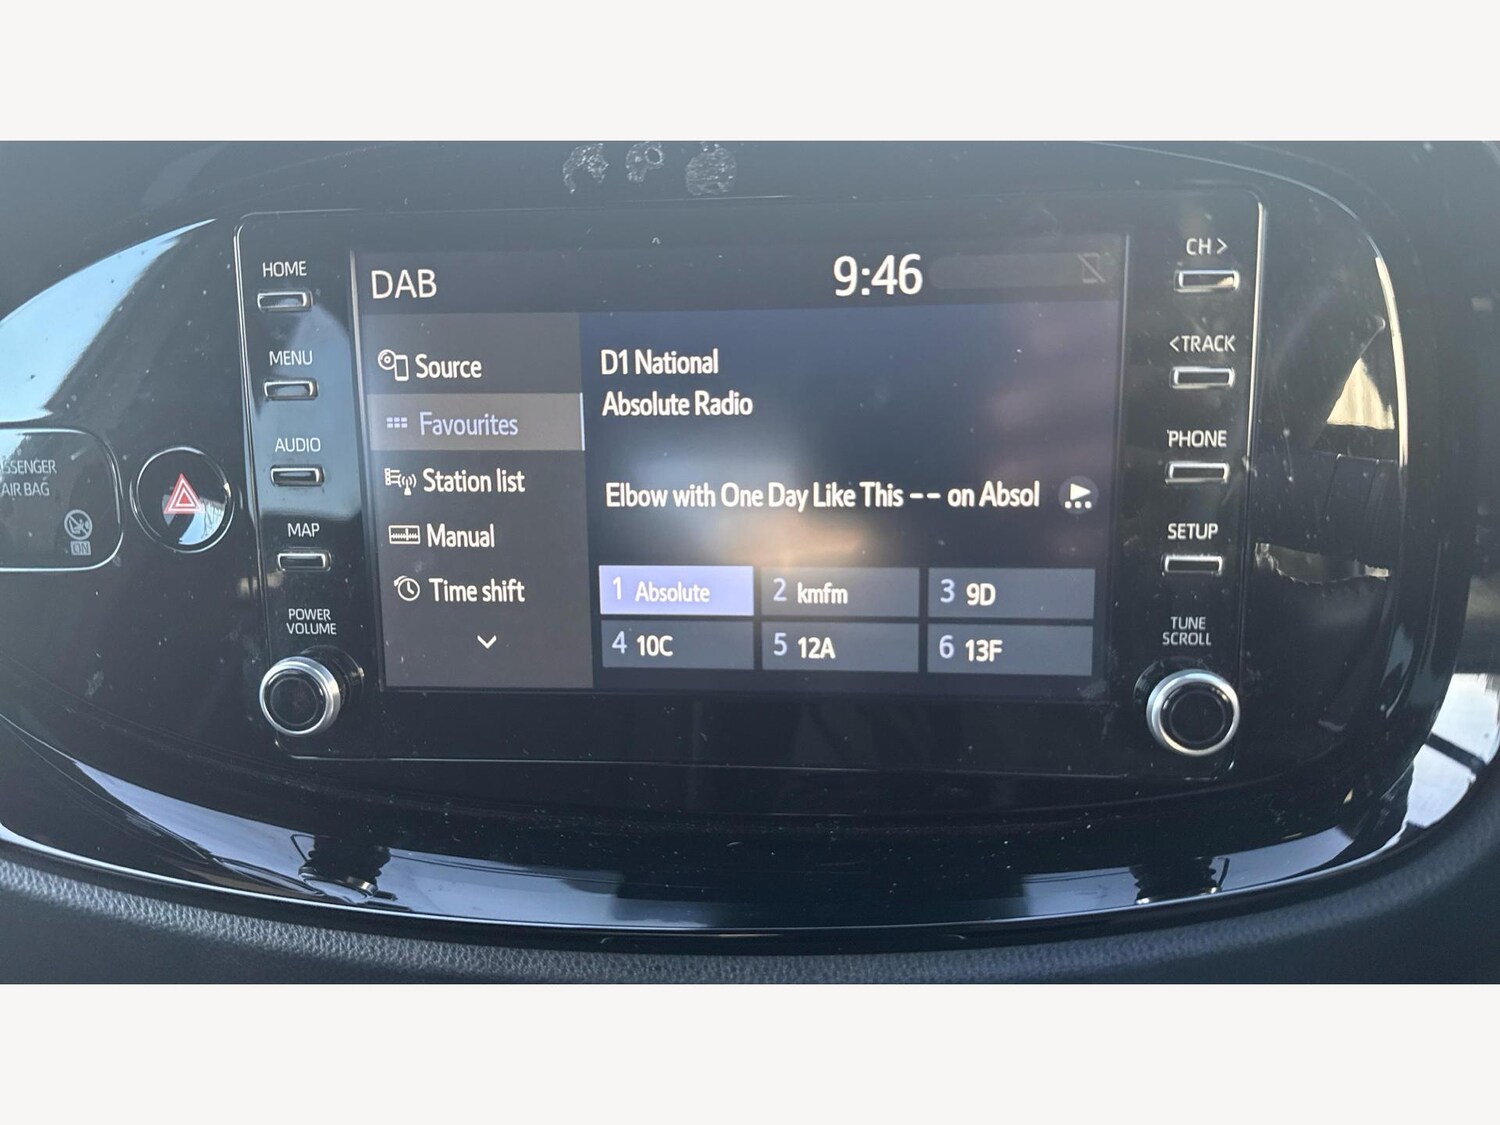 HOME
MENU
AUDIO
MAP
POWER
VOLUME
AIR BAG
ON
DAB
9:46
Source
Favourites
Station list
Manual
Time shift
D1 National
Absolute Radio
Elbow with One Day Like This -- on Absol
1 Absolute
2 kmfm
3 9D
4 10C
5 12A
6 13F
CH >
<TRACK
PHONE
SETUP
TUNE
SCROLL